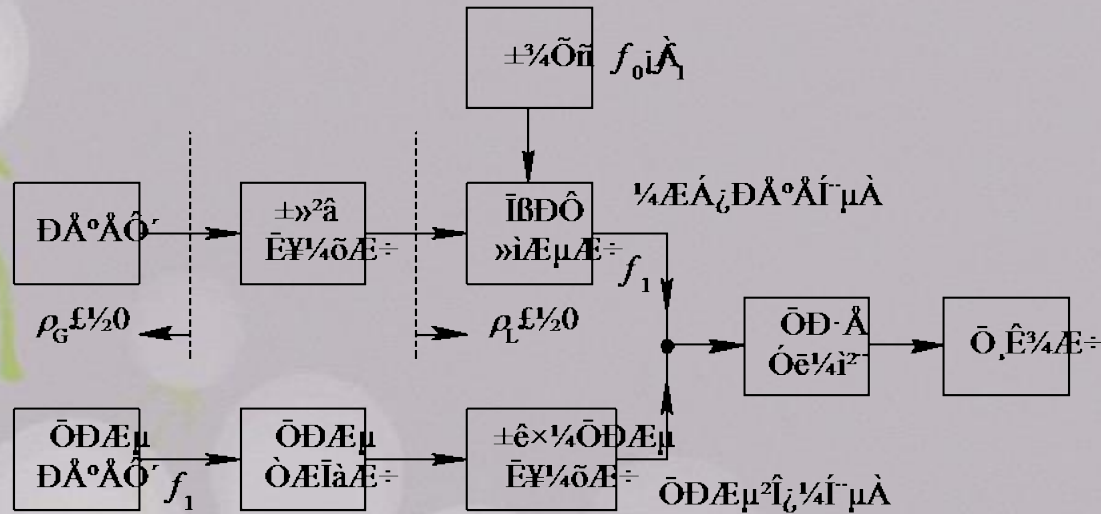 ±¾Õñ f₀¡Àf₁
ÐÅºÅÔ´
±»²â
Ë¥¼õÆ÷
ÏßÐÔ
»ìÆµÆ÷
¼ÆÁ¿ÐÅºÅÍ¨µÀ
f₁
ρG£½0
ρL£½0
ÖÐ·Å
Óë¼ì²¨
Ö¸Ê¾Æ÷
ÖÐÆµ
ÐÅºÅÔ´
f₁
ÖÐÆµ
ÒÆÏàÆ÷
±ê×¼ÖÐÆµ
Ë¥¼õÆ÷
ÖÐÆµ²Î¿¼Í¨µÀ